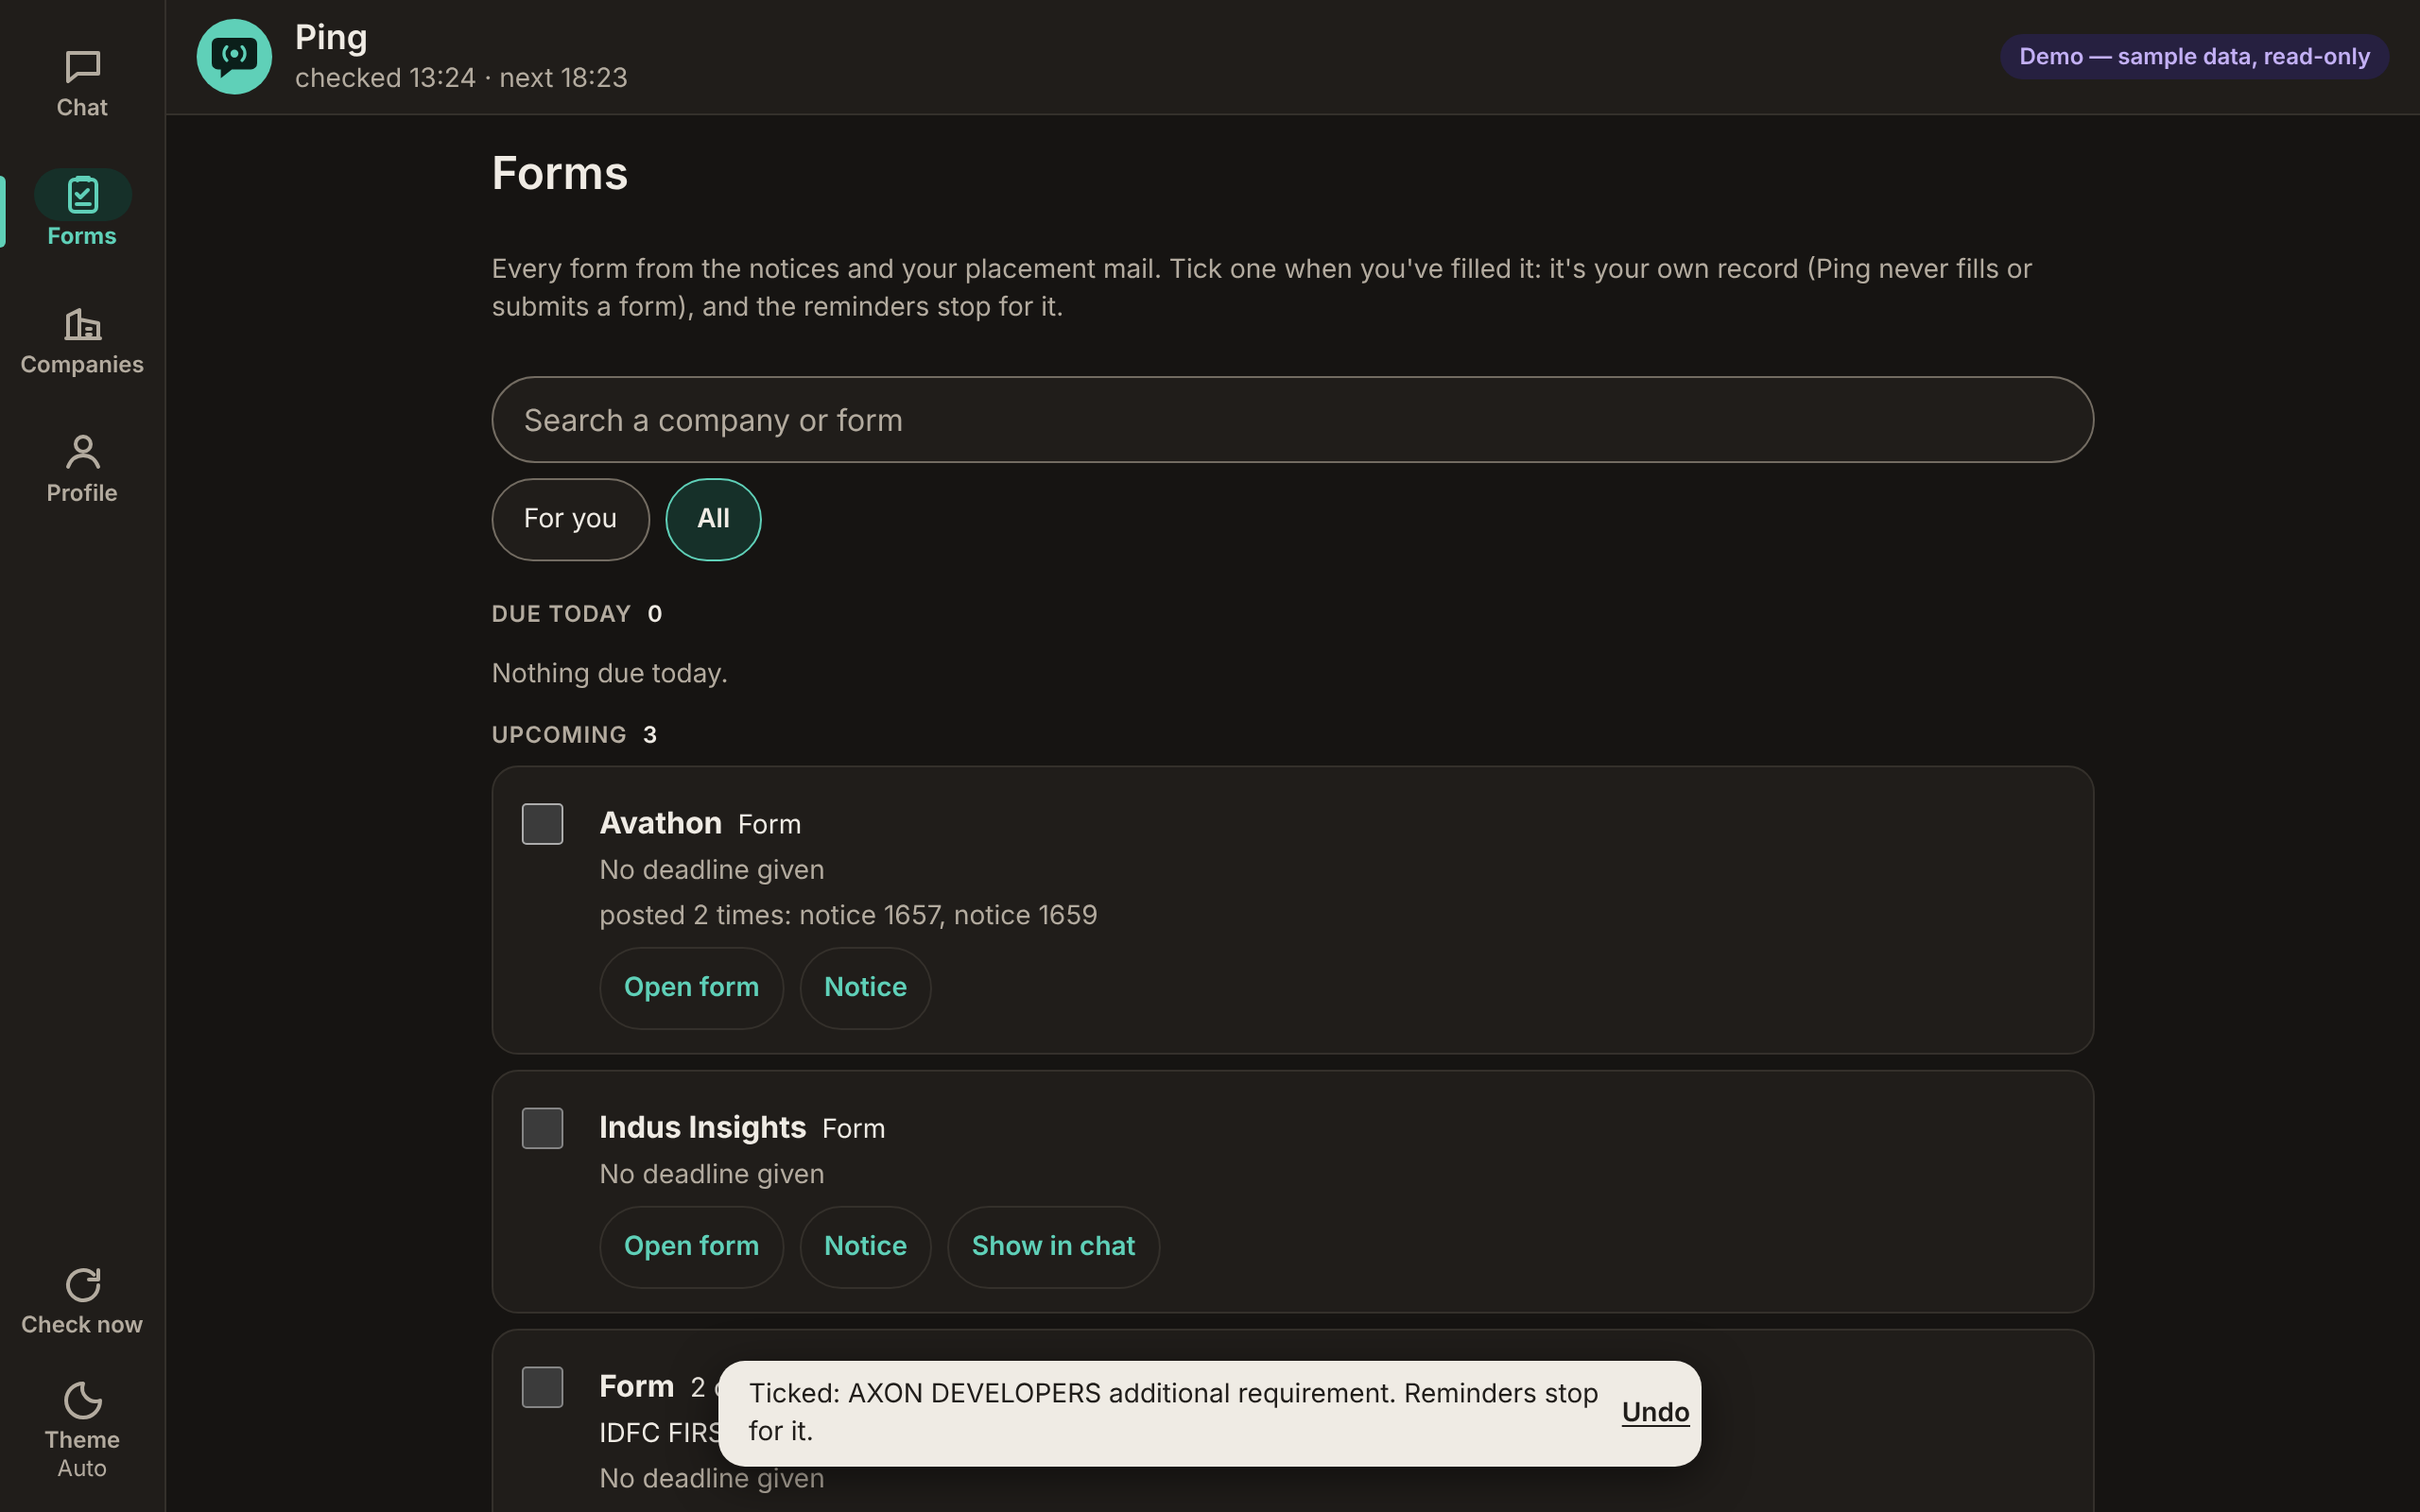 Ping
checked 13:24 · next 18:23
Demo — sample data, read-only
Chat
Forms
Companies
Profile
Check now
Theme
Auto
Forms
Every form from the notices and your placement mail. Tick one when you've filled it: it's your own record (Ping never fills or
submits a form), and the reminders stop for it.
Search a company or form
For you
All
DUE TODAY 0
Nothing due today.
UPCOMING 3
Avathon Form
No deadline given
posted 2 times: notice 1657, notice 1659
Open form
Notice
Indus Insights Form
No deadline given
Open form
Notice
Show in chat
Form 2
IDFC
No deadline given
Ticked: AXON DEVELOPERS additional requirement. Reminders stop
for it.
Undo